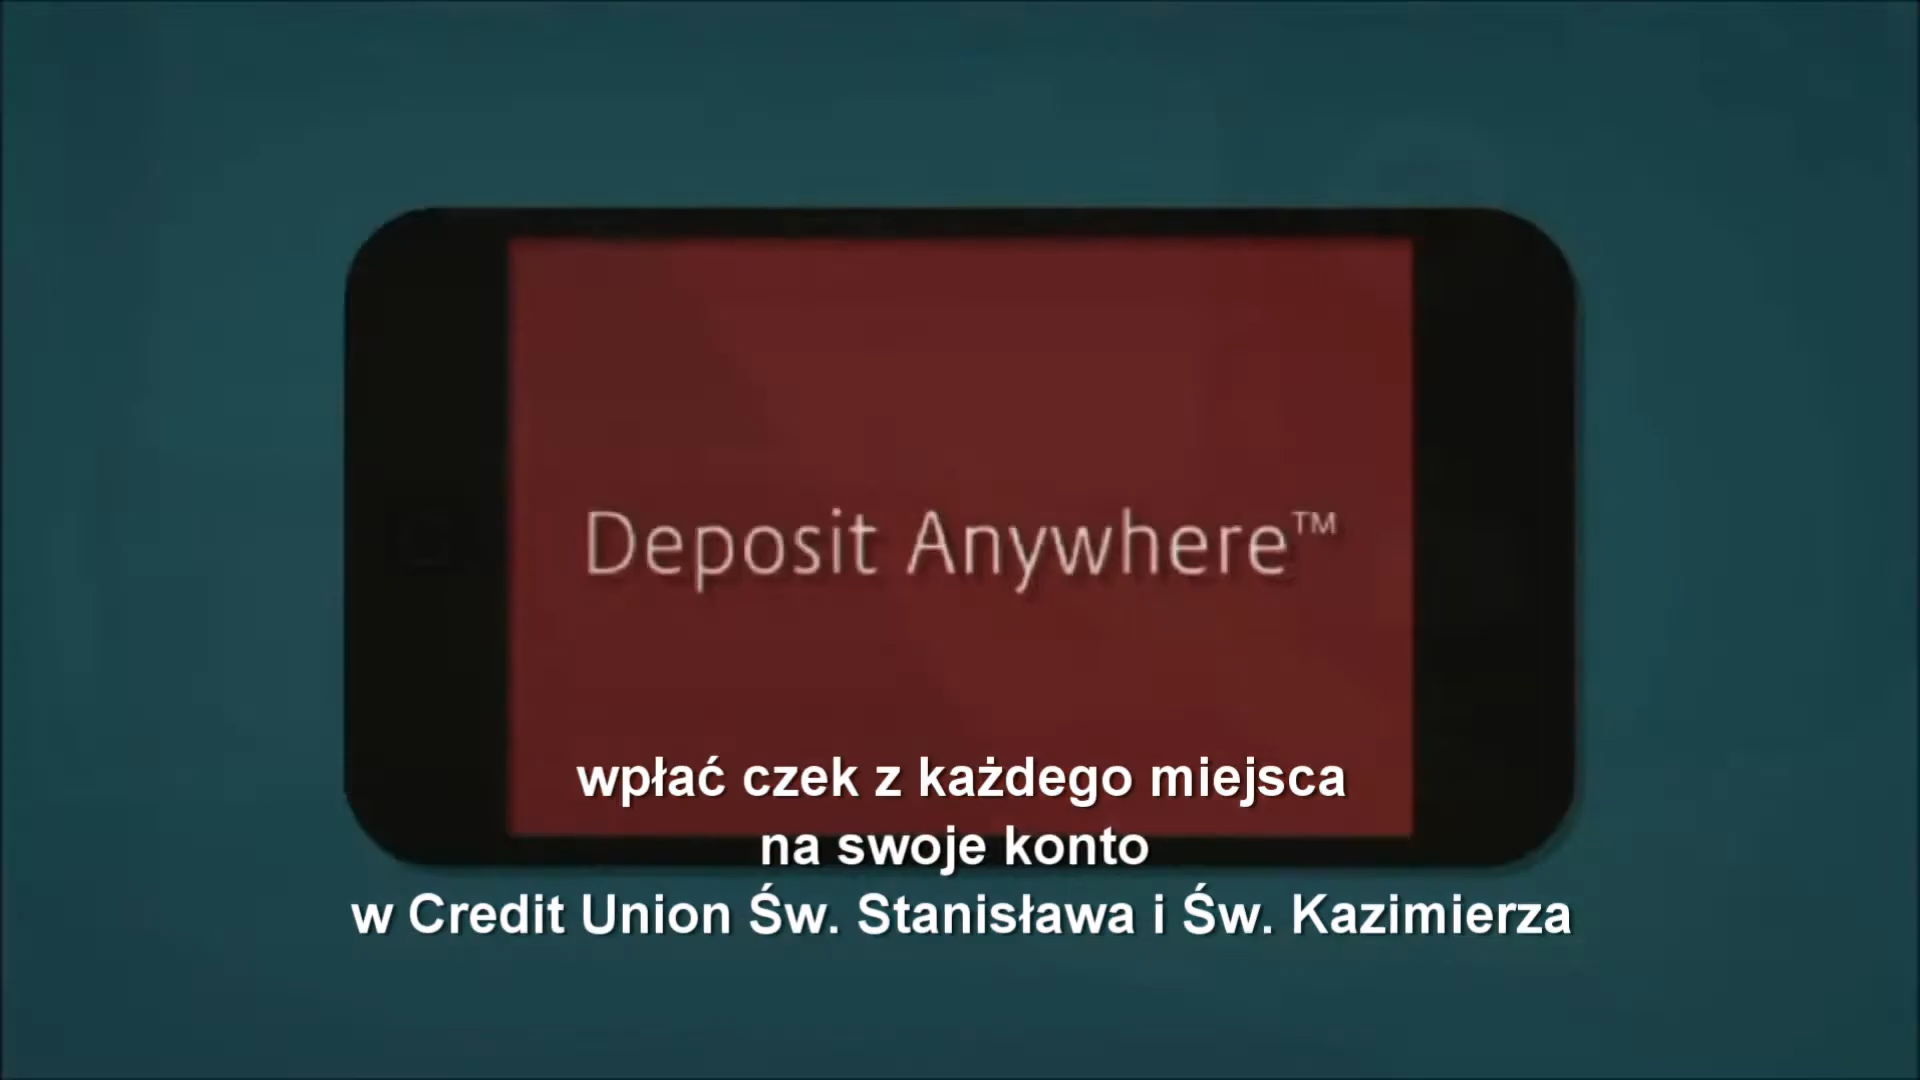 Deposit Anywhere™
wpłać czek z każdego miejsca
na swoje konto
w Credit Union Św. Stanisława i Św. Kazimierza